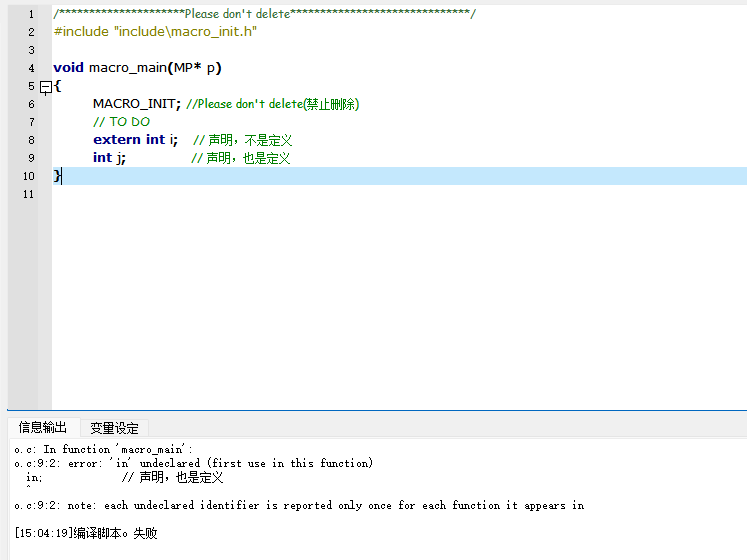 1 /*********************Please don't delete******************************/
2 #include "include\macro_init.h"
3
4 void macro_main(MP* p)
5 {
6 MACRO_INIT; //Please don't delete(禁止删除)
7 // TO DO
8 extern int i; // 声明，不是定义
9 int j; // 声明，也是定义
10 }
11
信息输出 变量设定
o.c: In function 'macro_main':
o.c:9:2: error: 'in' undeclared (first use in this function)
in; // 声明，也是定义
^
o.c:9:2: note: each undeclared identifier is reported only once for each function it appears in
[15:04:19]编译脚本。失败